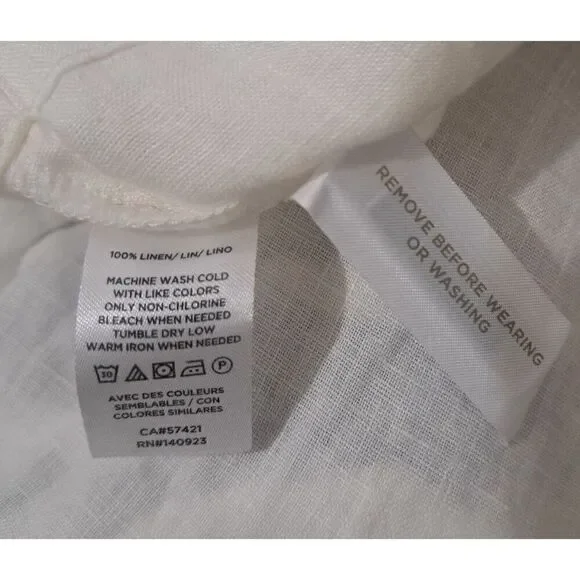 100% LINEN/ LIN/ LINO
MACHINE WASH COLD
WITH LIKE COLORS
ONLY NON-CHLORINE
BLEACH WHEN NEEDED
TUMBLE DRY LOW
WARM IRON WHEN NEEDED
30 P
AVEC DES COULEURS
SEMBLABLES / CON
COLORES SIMILARES
CA#57421
RN#140923
REMOVE BEFORE WEARING
OR WASHING